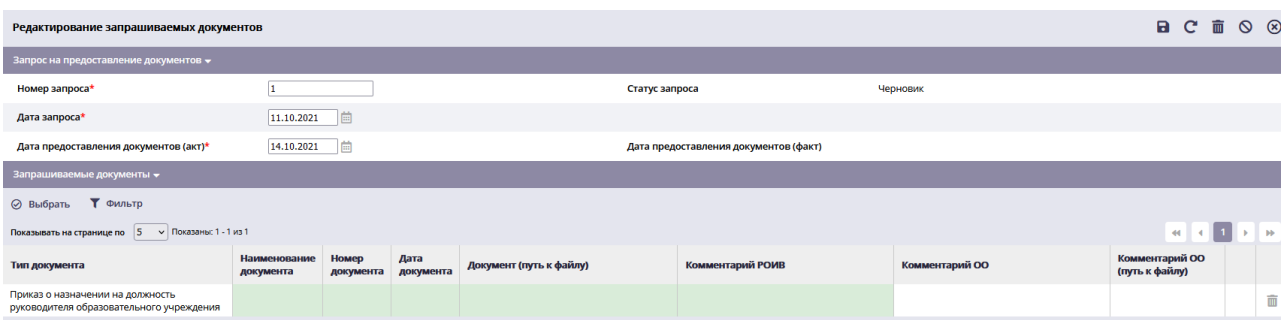 Редактирование запрашиваемых документов
Запрос на предоставление документов
Номер запроса* 1 Статус запроса Черновик
Дата запроса* 11.10.2021
Дата предоставления документов (акт)* 14.10.2021 Дата предоставления документов (факт)
Запрашиваемые документы
Выбрать Фильтр
Показывать на странице по 5 Показаны: 1 - 1 из 1 1
Тип документа Наименование документа Номер документа Дата документа Документ (путь к файлу) Комментарий РОИВ Комментарий ОО Комментарий ОО (путь к файлу)
Приказ о назначении на должность
руководителя образовательного учреждения